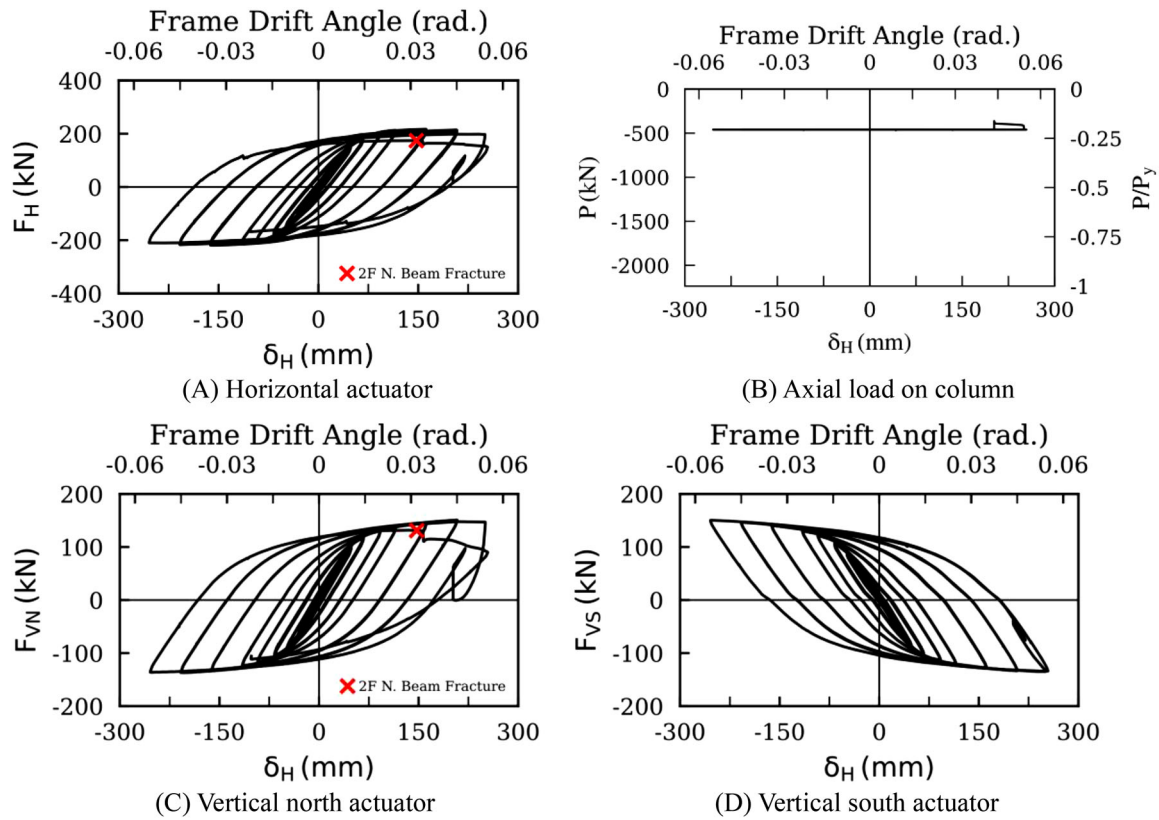 Frame Drift Angle (rad.)
-0.06 -0.03 0 0.03 0.06
400
200
0
-200
-400
F_H (kN)
2F N. Beam Fracture
-300 -150 0 150 300
δ_H (mm)
(A) Horizontal actuator
Frame Drift Angle (rad.)
-0.06 -0.03 0 0.03 0.06
0
-500
-1000
-1500
-2000
P (kN)
0
-0.25
-0.5
-0.75
-1
P/P_y
-300 -150 0 150 300
δ_H (mm)
(B) Axial load on column
Frame Drift Angle (rad.)
-0.06 -0.03 0 0.03 0.06
200
100
0
-100
-200
F_VN (kN)
2F N. Beam Fracture
-300 -150 0 150 300
δ_H (mm)
(C) Vertical north actuator
Frame Drift Angle (rad.)
-0.06 -0.03 0 0.03 0.06
200
100
0
-100
-200
F_VS (kN)
-300 -150 0 150 300
δ_H (mm)
(D) Vertical south actuator